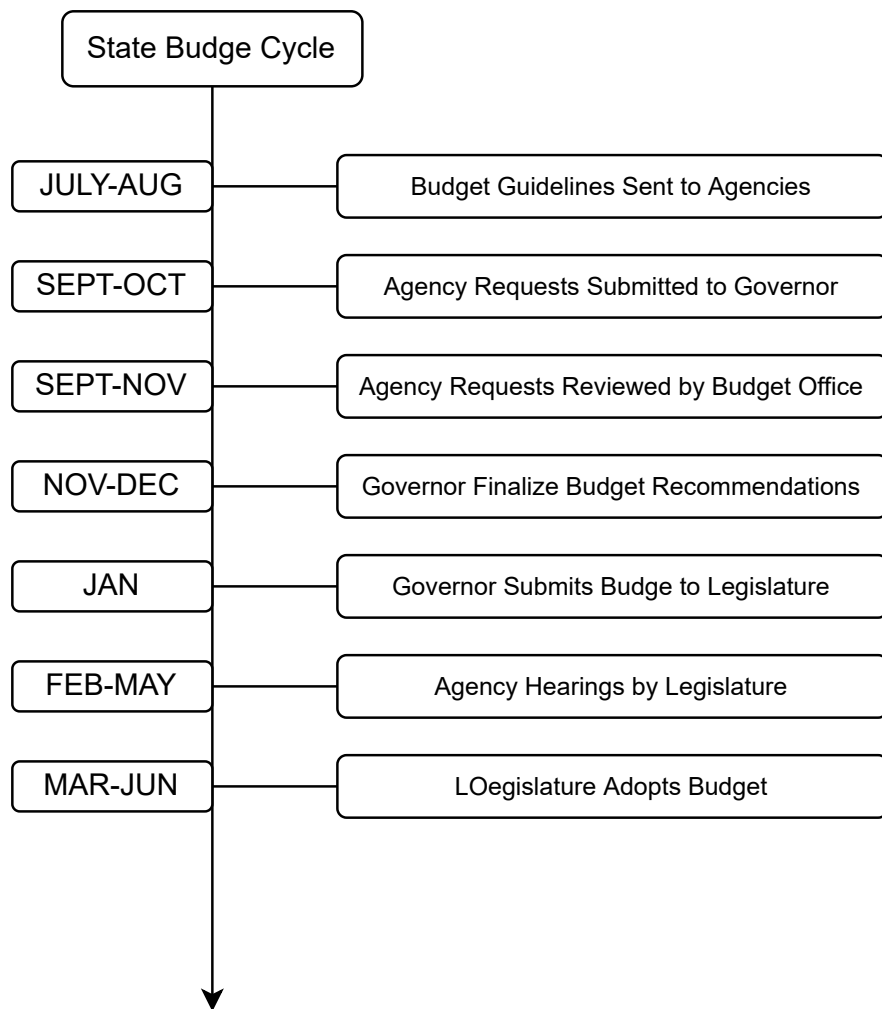 State Budge Cycle
JULY-AUG
Budget Guidelines Sent to Agencies
SEPT-OCT
Agency Requests Submitted to Governor
SEPT-NOV
Agency Requests Reviewed by Budget Office
NOV-DEC
Governor Finalize Budget Recommendations
JAN
Governor Submits Budge to Legislature
FEB-MAY
Agency Hearings by Legislature
MAR-JUN
LOegislature Adopts Budget